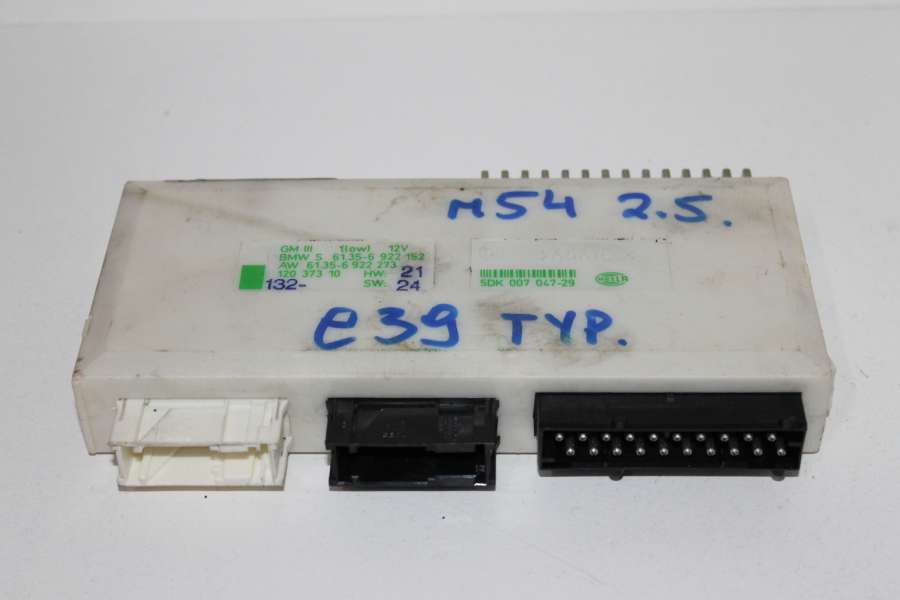 M54 2.5.
GM III 1(low) 12V
BMW S 61.35-6 922 152
AW 61.35-6 922 273
120 373 10 HW: 21
132- SW: 24
5DK 007 047-29 HELLA
e39 TYP.